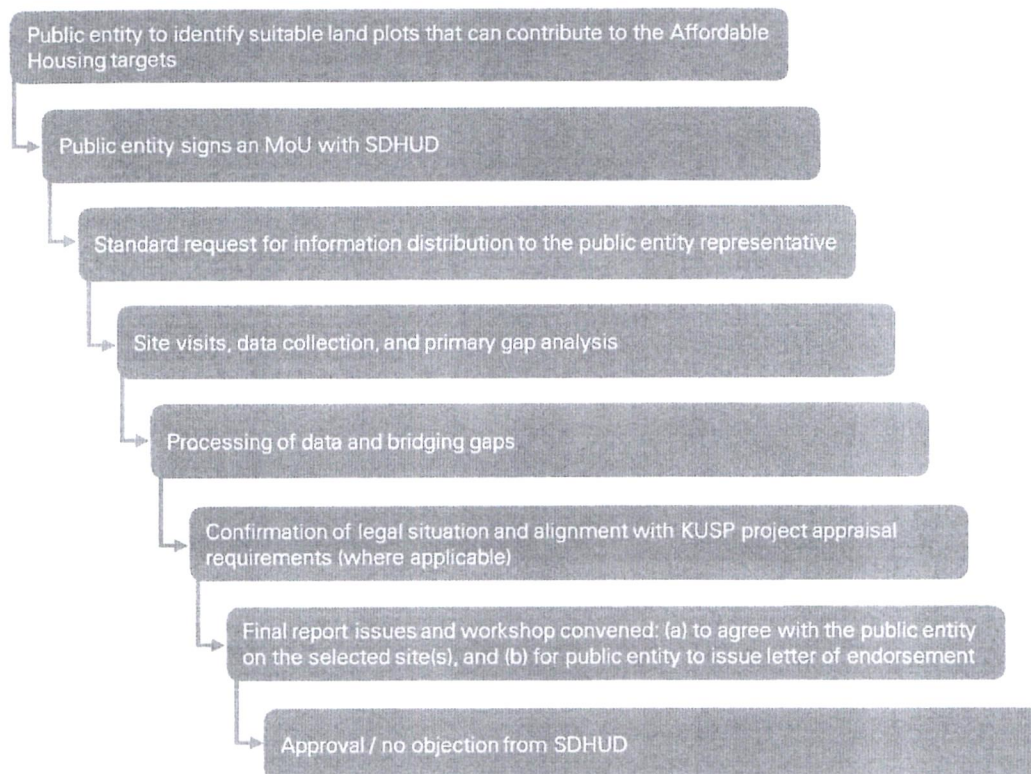 Public entity to identify suitable land plots that can contribute to the Affordable
Housing targets
Public entity signs an MoU with SDHUD
Standard request for information distribution to the public entity representative
Site visits, data collection, and primary gap analysis
Processing of data and bridging gaps
Confirmation of legal situation and alignment with KUSP project appraisal
requirements (where applicable)
Final report issues and workshop convened: (a) to agree with the public entity
on the selected site(s), and (b) for public entity to issue letter of endorsement
Approval / no objection from SDHUD